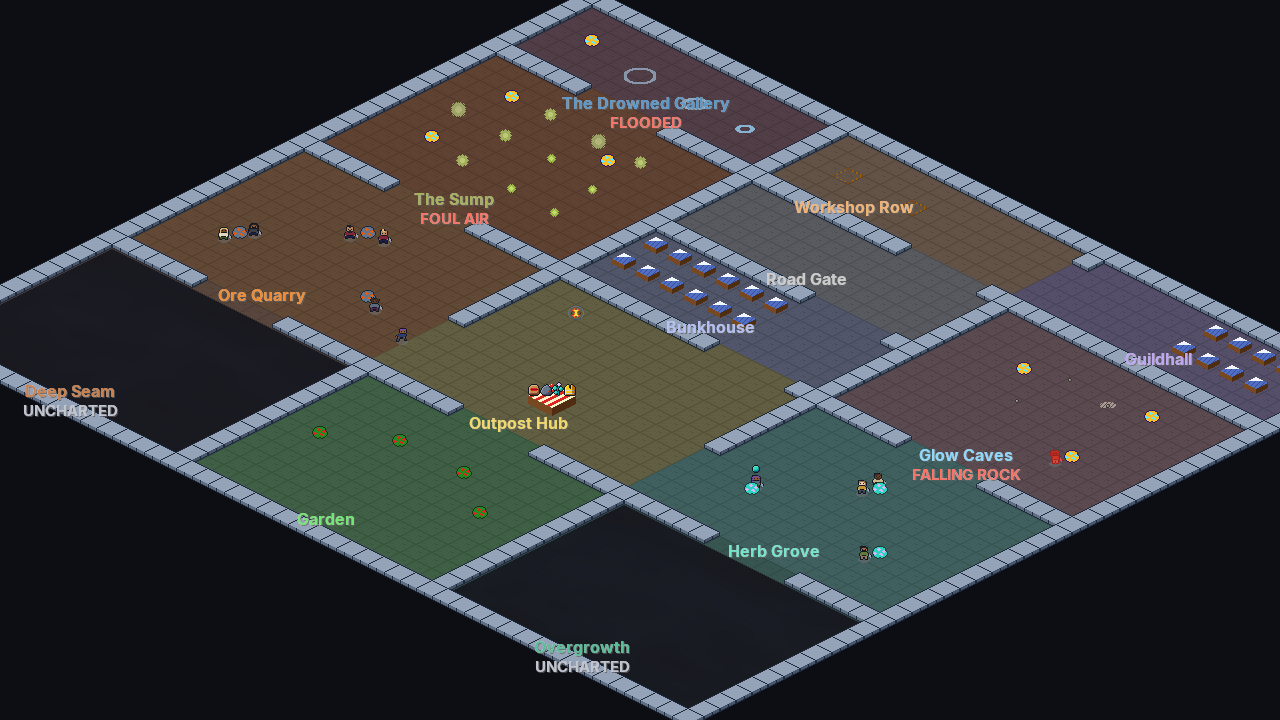 The Drowned Gallery
FLOODED
The Sump
FOUL AIR
Workshop Row
Road Gate
Ore Quarry
Bunkhouse
Guildhall
Deep Seam
UNCHARTED
Outpost Hub
Glow Caves
FALLING ROCK
Garden
Herb Grove
Overgrowth
UNCHARTED